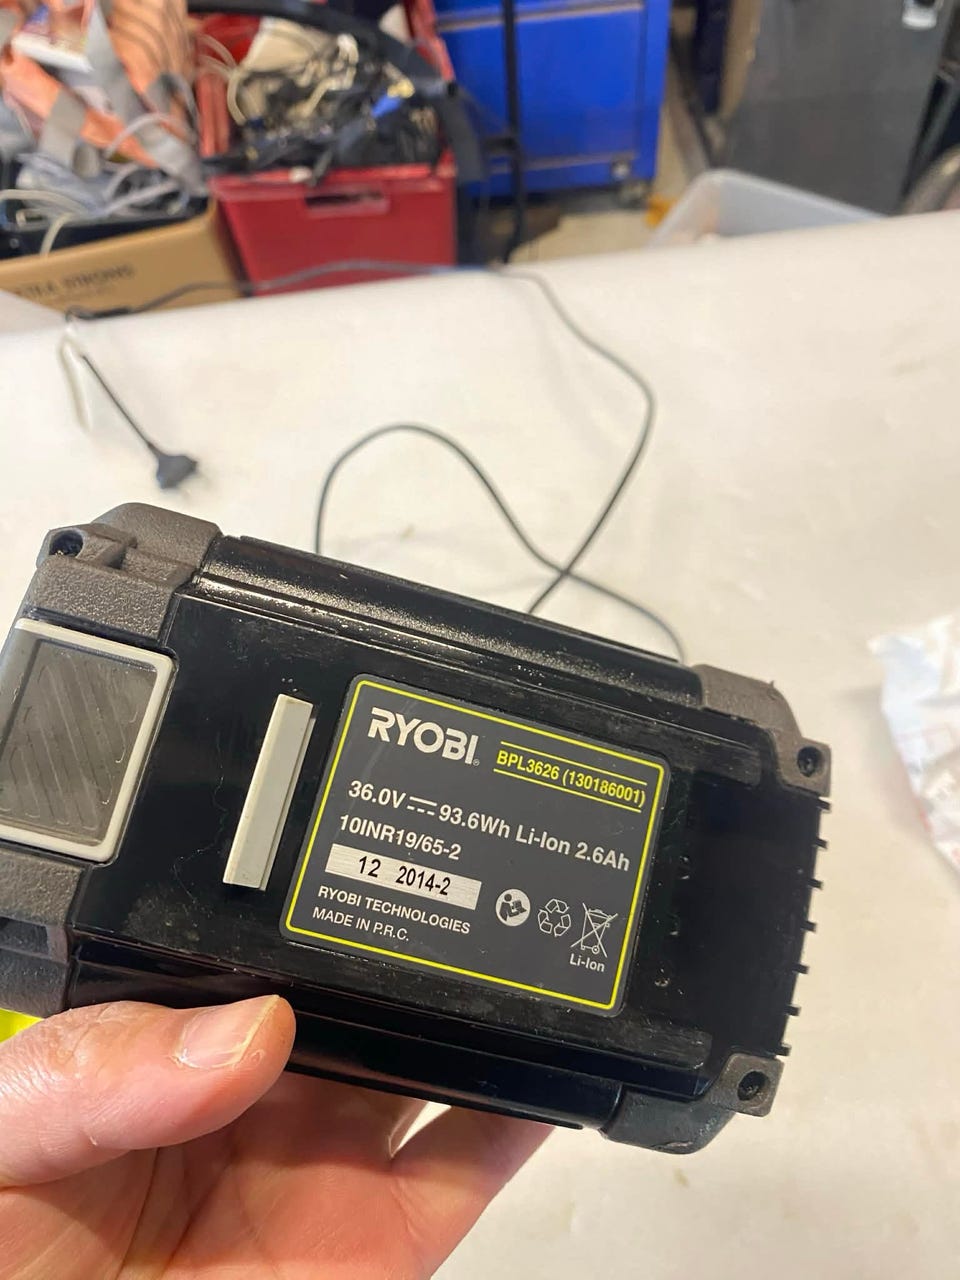 RYOBI
BPL3626 (130186001)
36.0V⎓93.6Wh Li-Ion 2.6Ah
10INR19/65-2
12 2014-2
RYOBI TECHNOLOGIES
MADE IN P.R.C.
Li-Ion
STRONG